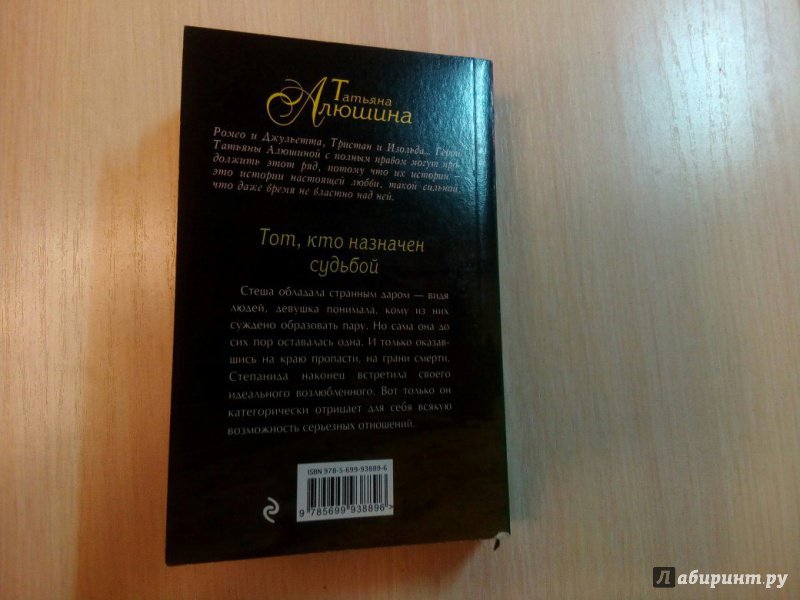 Татьяна
Алюшина
Ромео и Джульетта, Тристан и Изольда... Герои
Татьяны Алюшиной с полным правом могут про-
должить этот ряд, потому что их истории —
это истории настоящей любви, такой сильной,
что даже время не властно над ней.
Тот, кто назначен
судьбой
Стеша обладала странным даром — видя
людей, девушка понимала, кому из них
суждено образовать пару. Но сама она до
сих пор оставалась одна. И только оказав-
шись на краю пропасти, на грани смерти,
Степанида наконец встретила своего
идеального возлюбленного. Вот только он
категорически отрицает для себя всякую
возможность серьезных отношений.
ISBN 978-5-699-93889-6
9 785699 938896 >
Лабиринт.ру